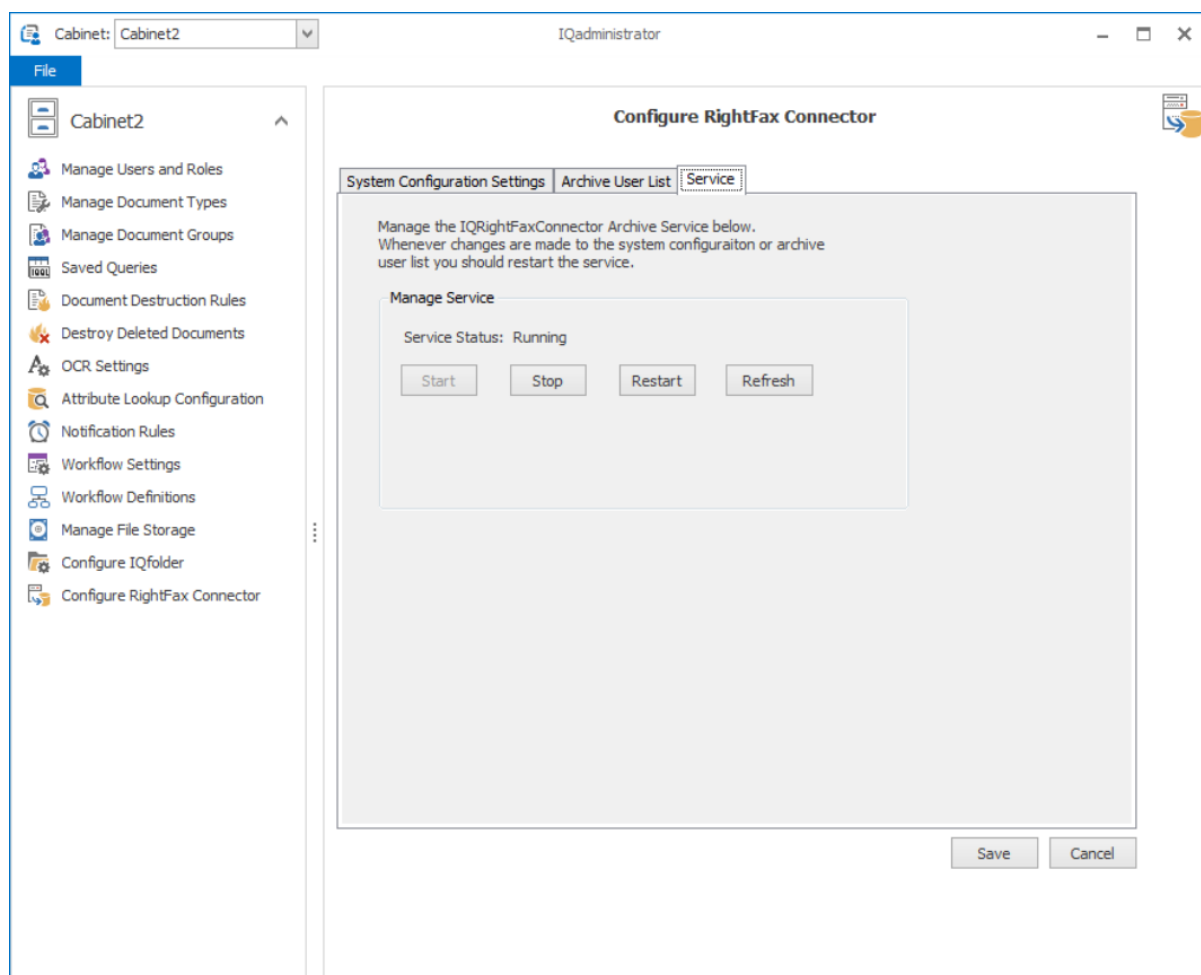 Cabinet: Cabinet2
IQadministrator
File
Cabinet2
Manage Users and Roles
Manage Document Types
Manage Document Groups
Saved Queries
Document Destruction Rules
Destroy Deleted Documents
OCR Settings
Attribute Lookup Configuration
Notification Rules
Workflow Settings
Workflow Definitions
Manage File Storage
Configure IQfolder
Configure RightFax Connector
Configure RightFax Connector
System Configuration Settings Archive User List Service
Manage the IQRightFaxConnector Archive Service below.
Whenever changes are made to the system configuraiton or archive
user list you should restart the service.
Manage Service
Service Status: Running
Start Stop Restart Refresh
Save Cancel